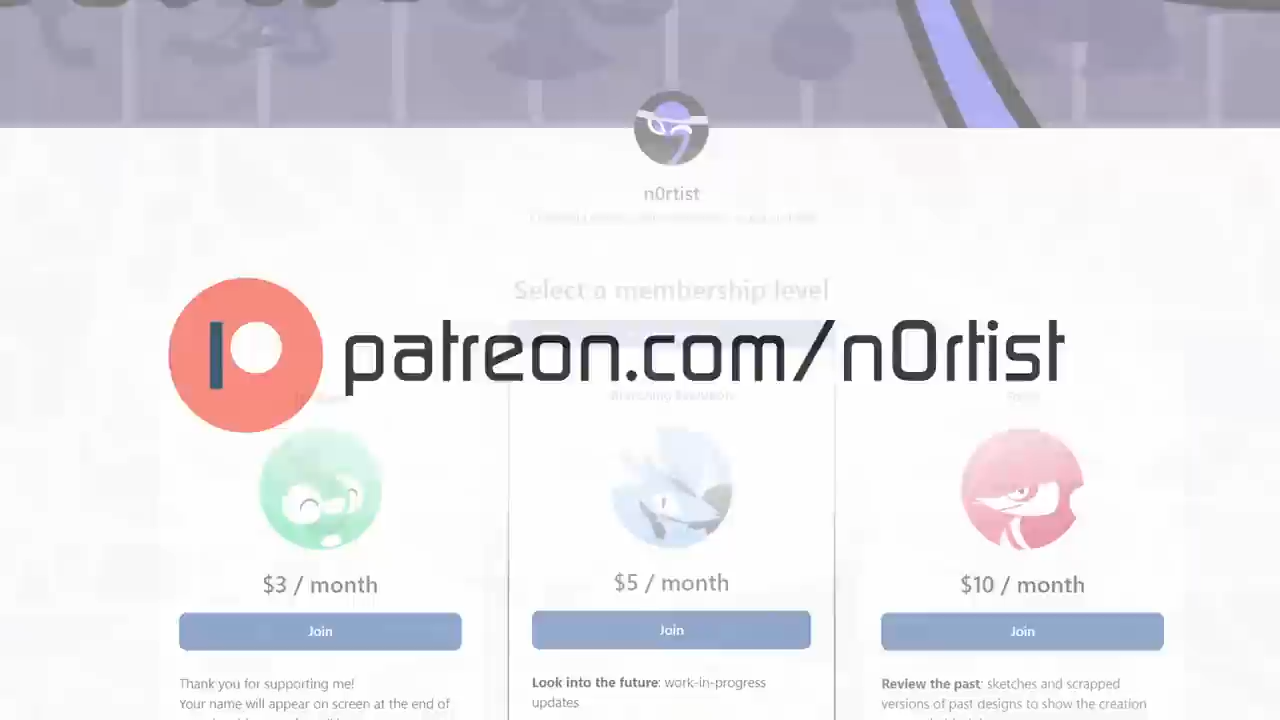 n0rtist
Select a membership level
patreon.com/n0rtist
$3 / month
$5 / month
$10 / month
Join
Join
Join
Thank you for supporting me!
Your name will appear on screen at the end of
Look into the future: work-in-progress
updates
Review the past: sketches and scrapped
versions of past designs to show the creation